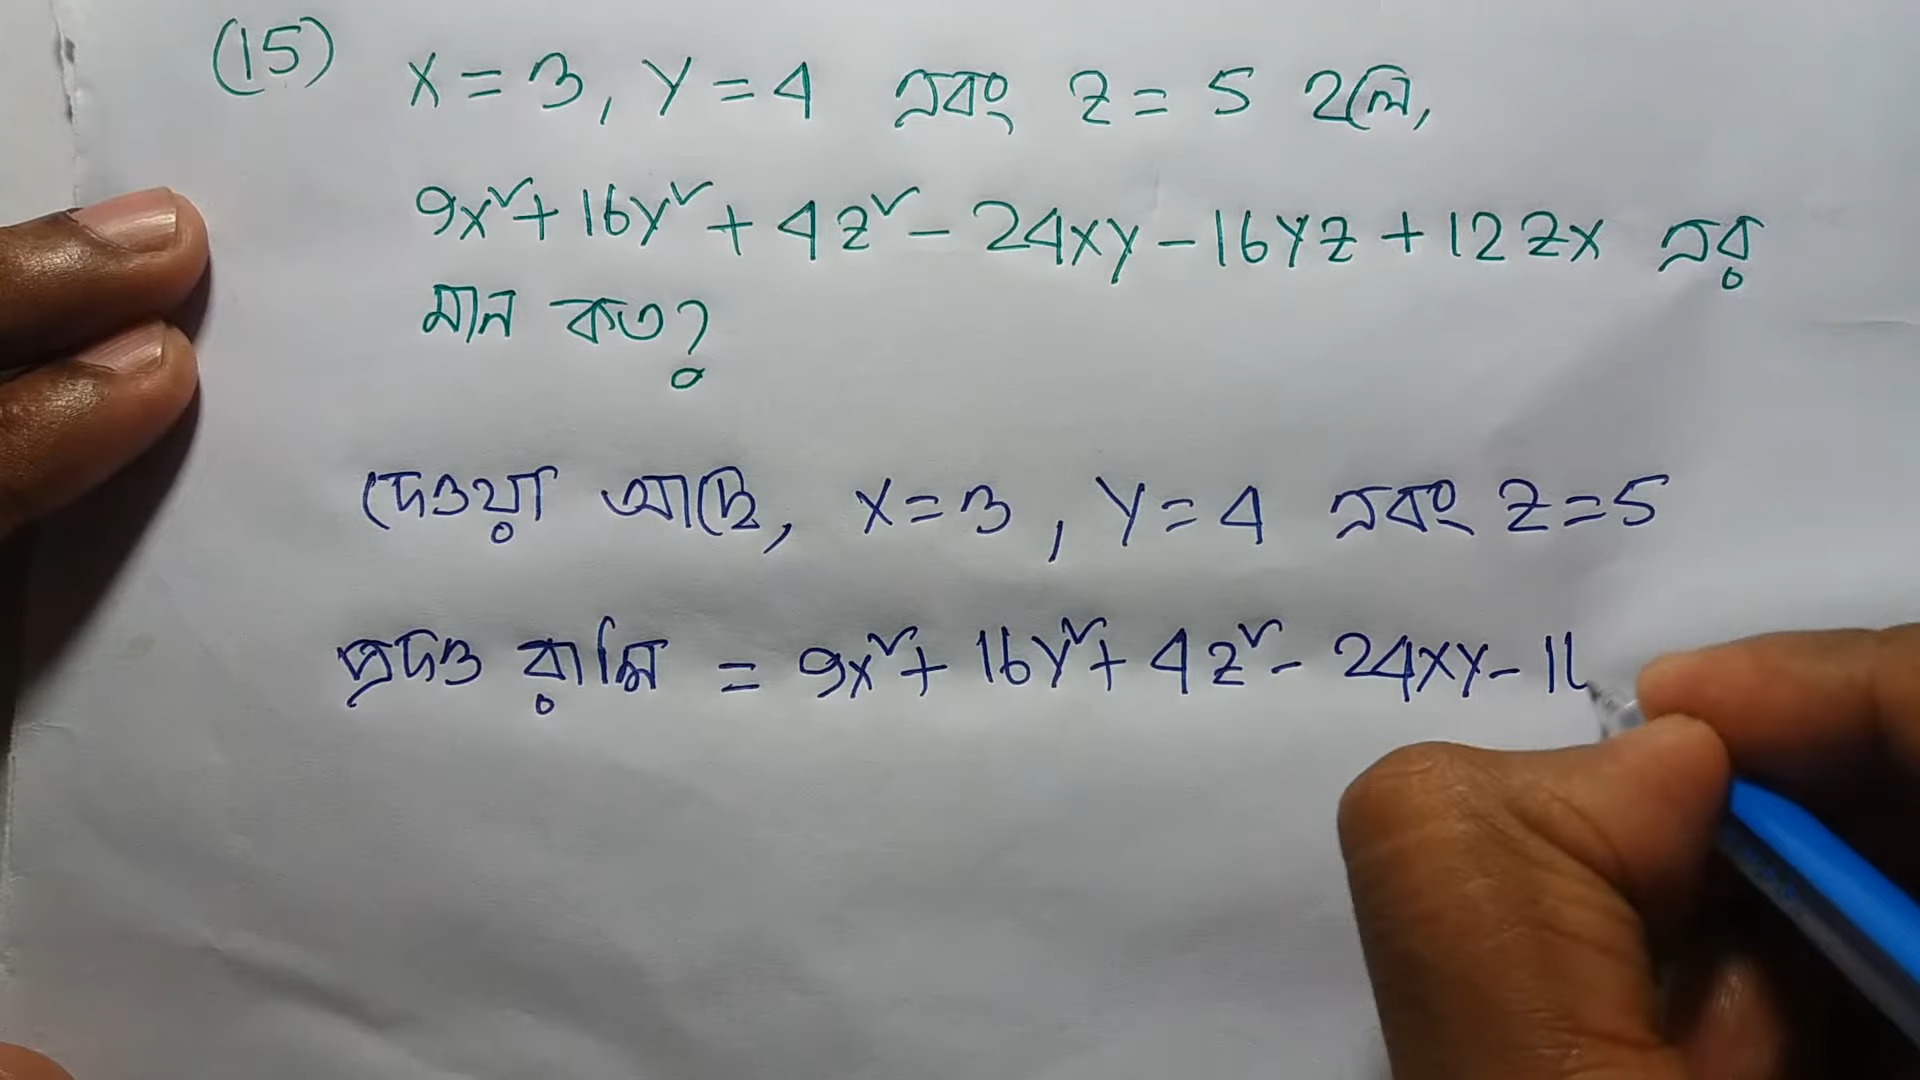 (15) x = 3, y = 4 এবং z = 5 হলে,
9x² + 16y² + 4z² - 24xy - 16yz + 12zx এর
মান কত?
দেওয়া আছে, x = 3, y = 4 এবং z = 5
প্রদত্ত রাশি = 9x² + 16y² + 4z² - 24xy - 16